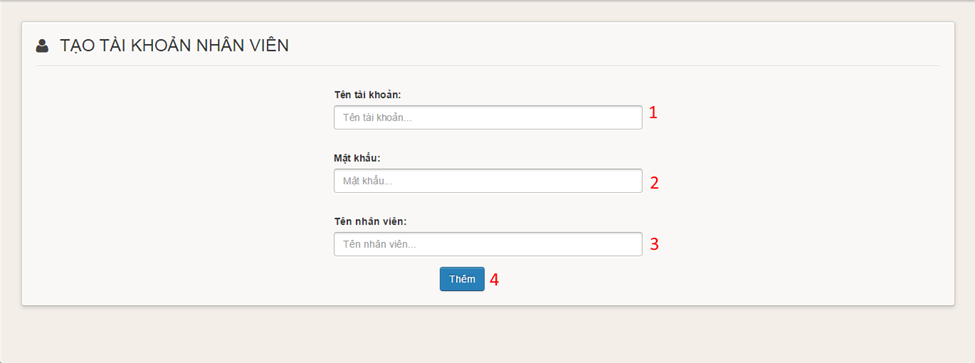 TẠO TÀI KHOẢN NHÂN VIÊN
Tên tài khoản:
Tên tài khoản... 1
Mật khẩu:
Mật khẩu... 2
Tên nhân viên:
Tên nhân viên... 3
Thêm 4